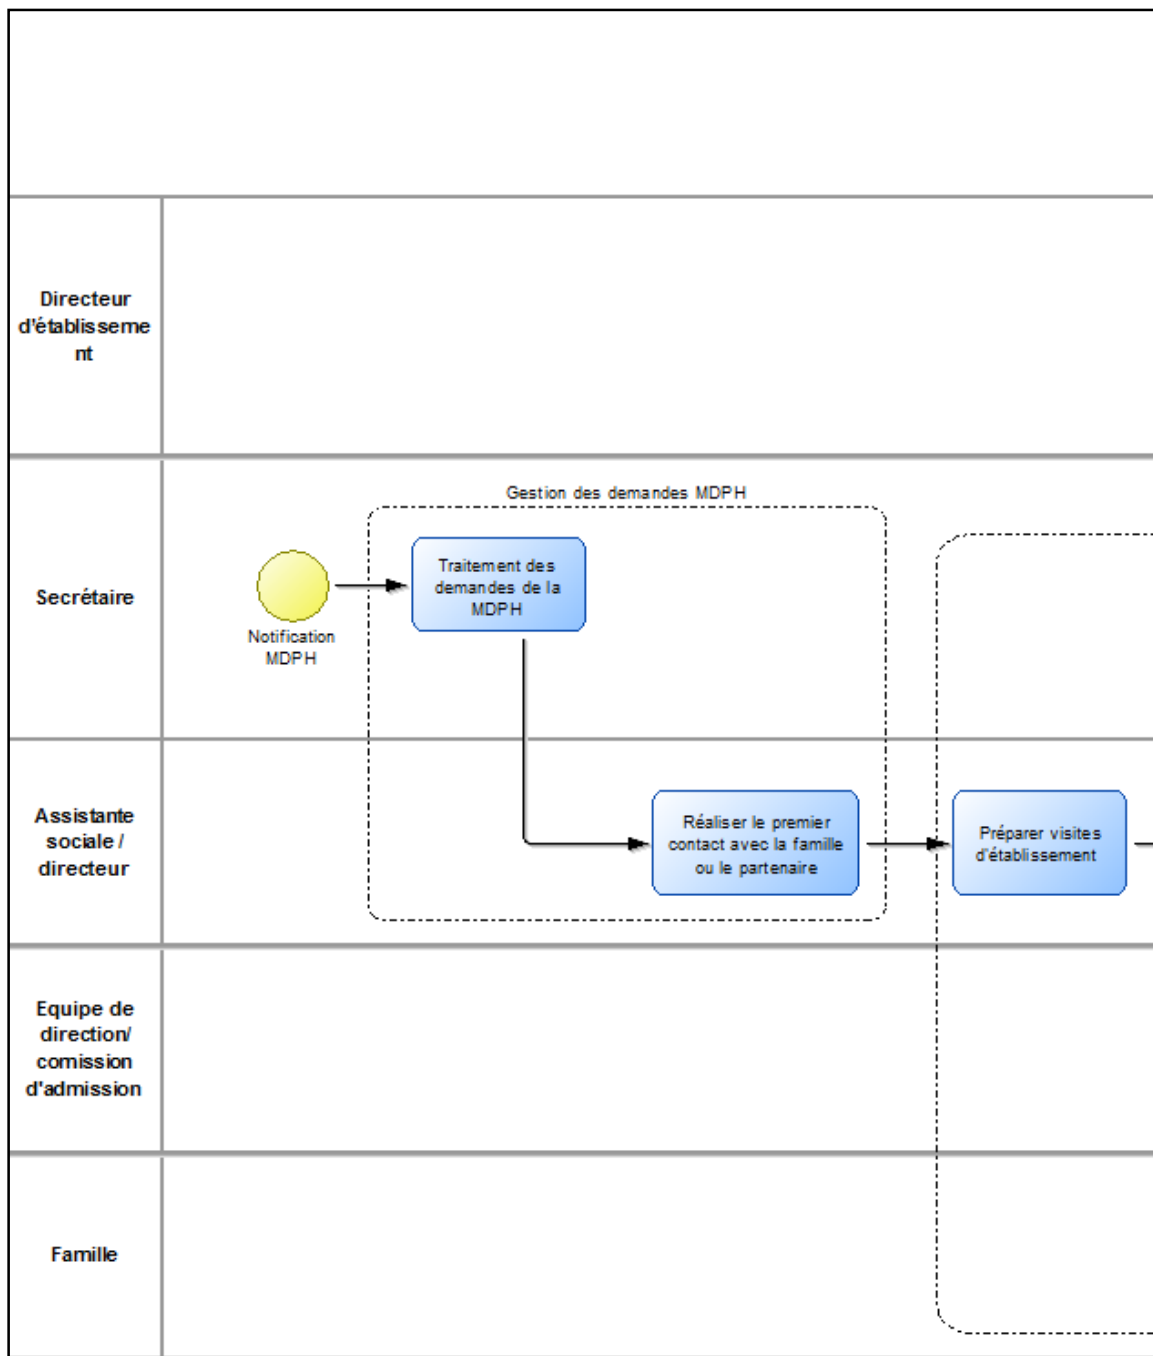 Directeur
d'établisseme
nt
Gestion des demandes MDPH
Secrétaire
Notification
MDPH
Traitement des
demandes de la
MDPH
Assistante
sociale /
directeur
Réaliser le premier
contact avec la famille
ou le partenaire
Préparer visites
d'établissement
Equipe de
direction/
comission
d'admission
Famille